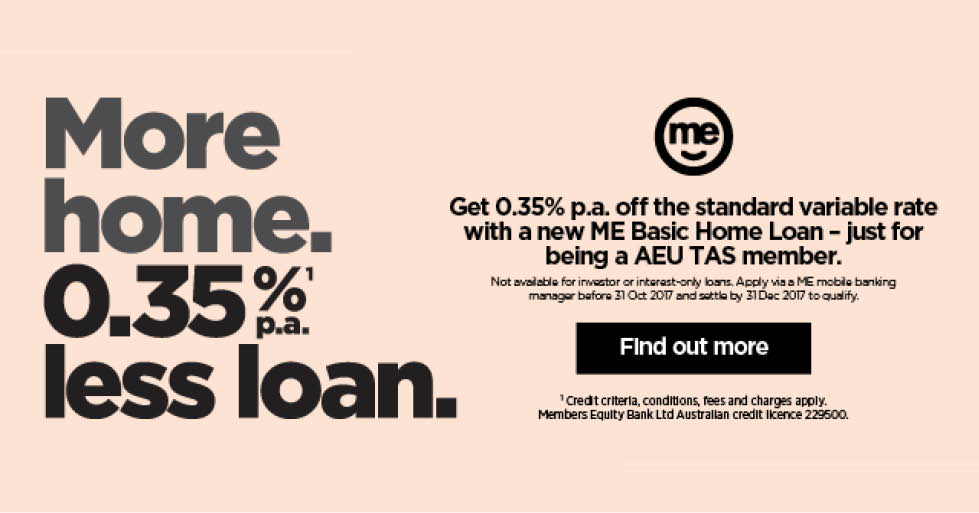 More
home.
0.35%¹
p.a.
less loan.
me
Get 0.35% p.a. off the standard variable rate
with a new ME Basic Home Loan – just for
being a AEU TAS member.
Not available for investor or interest-only loans. Apply via a ME mobile banking
manager before 31 Oct 2017 and settle by 31 Dec 2017 to qualify.
Find out more
¹ Credit criteria, conditions, fees and charges apply.
Members Equity Bank Ltd Australian credit licence 229500.